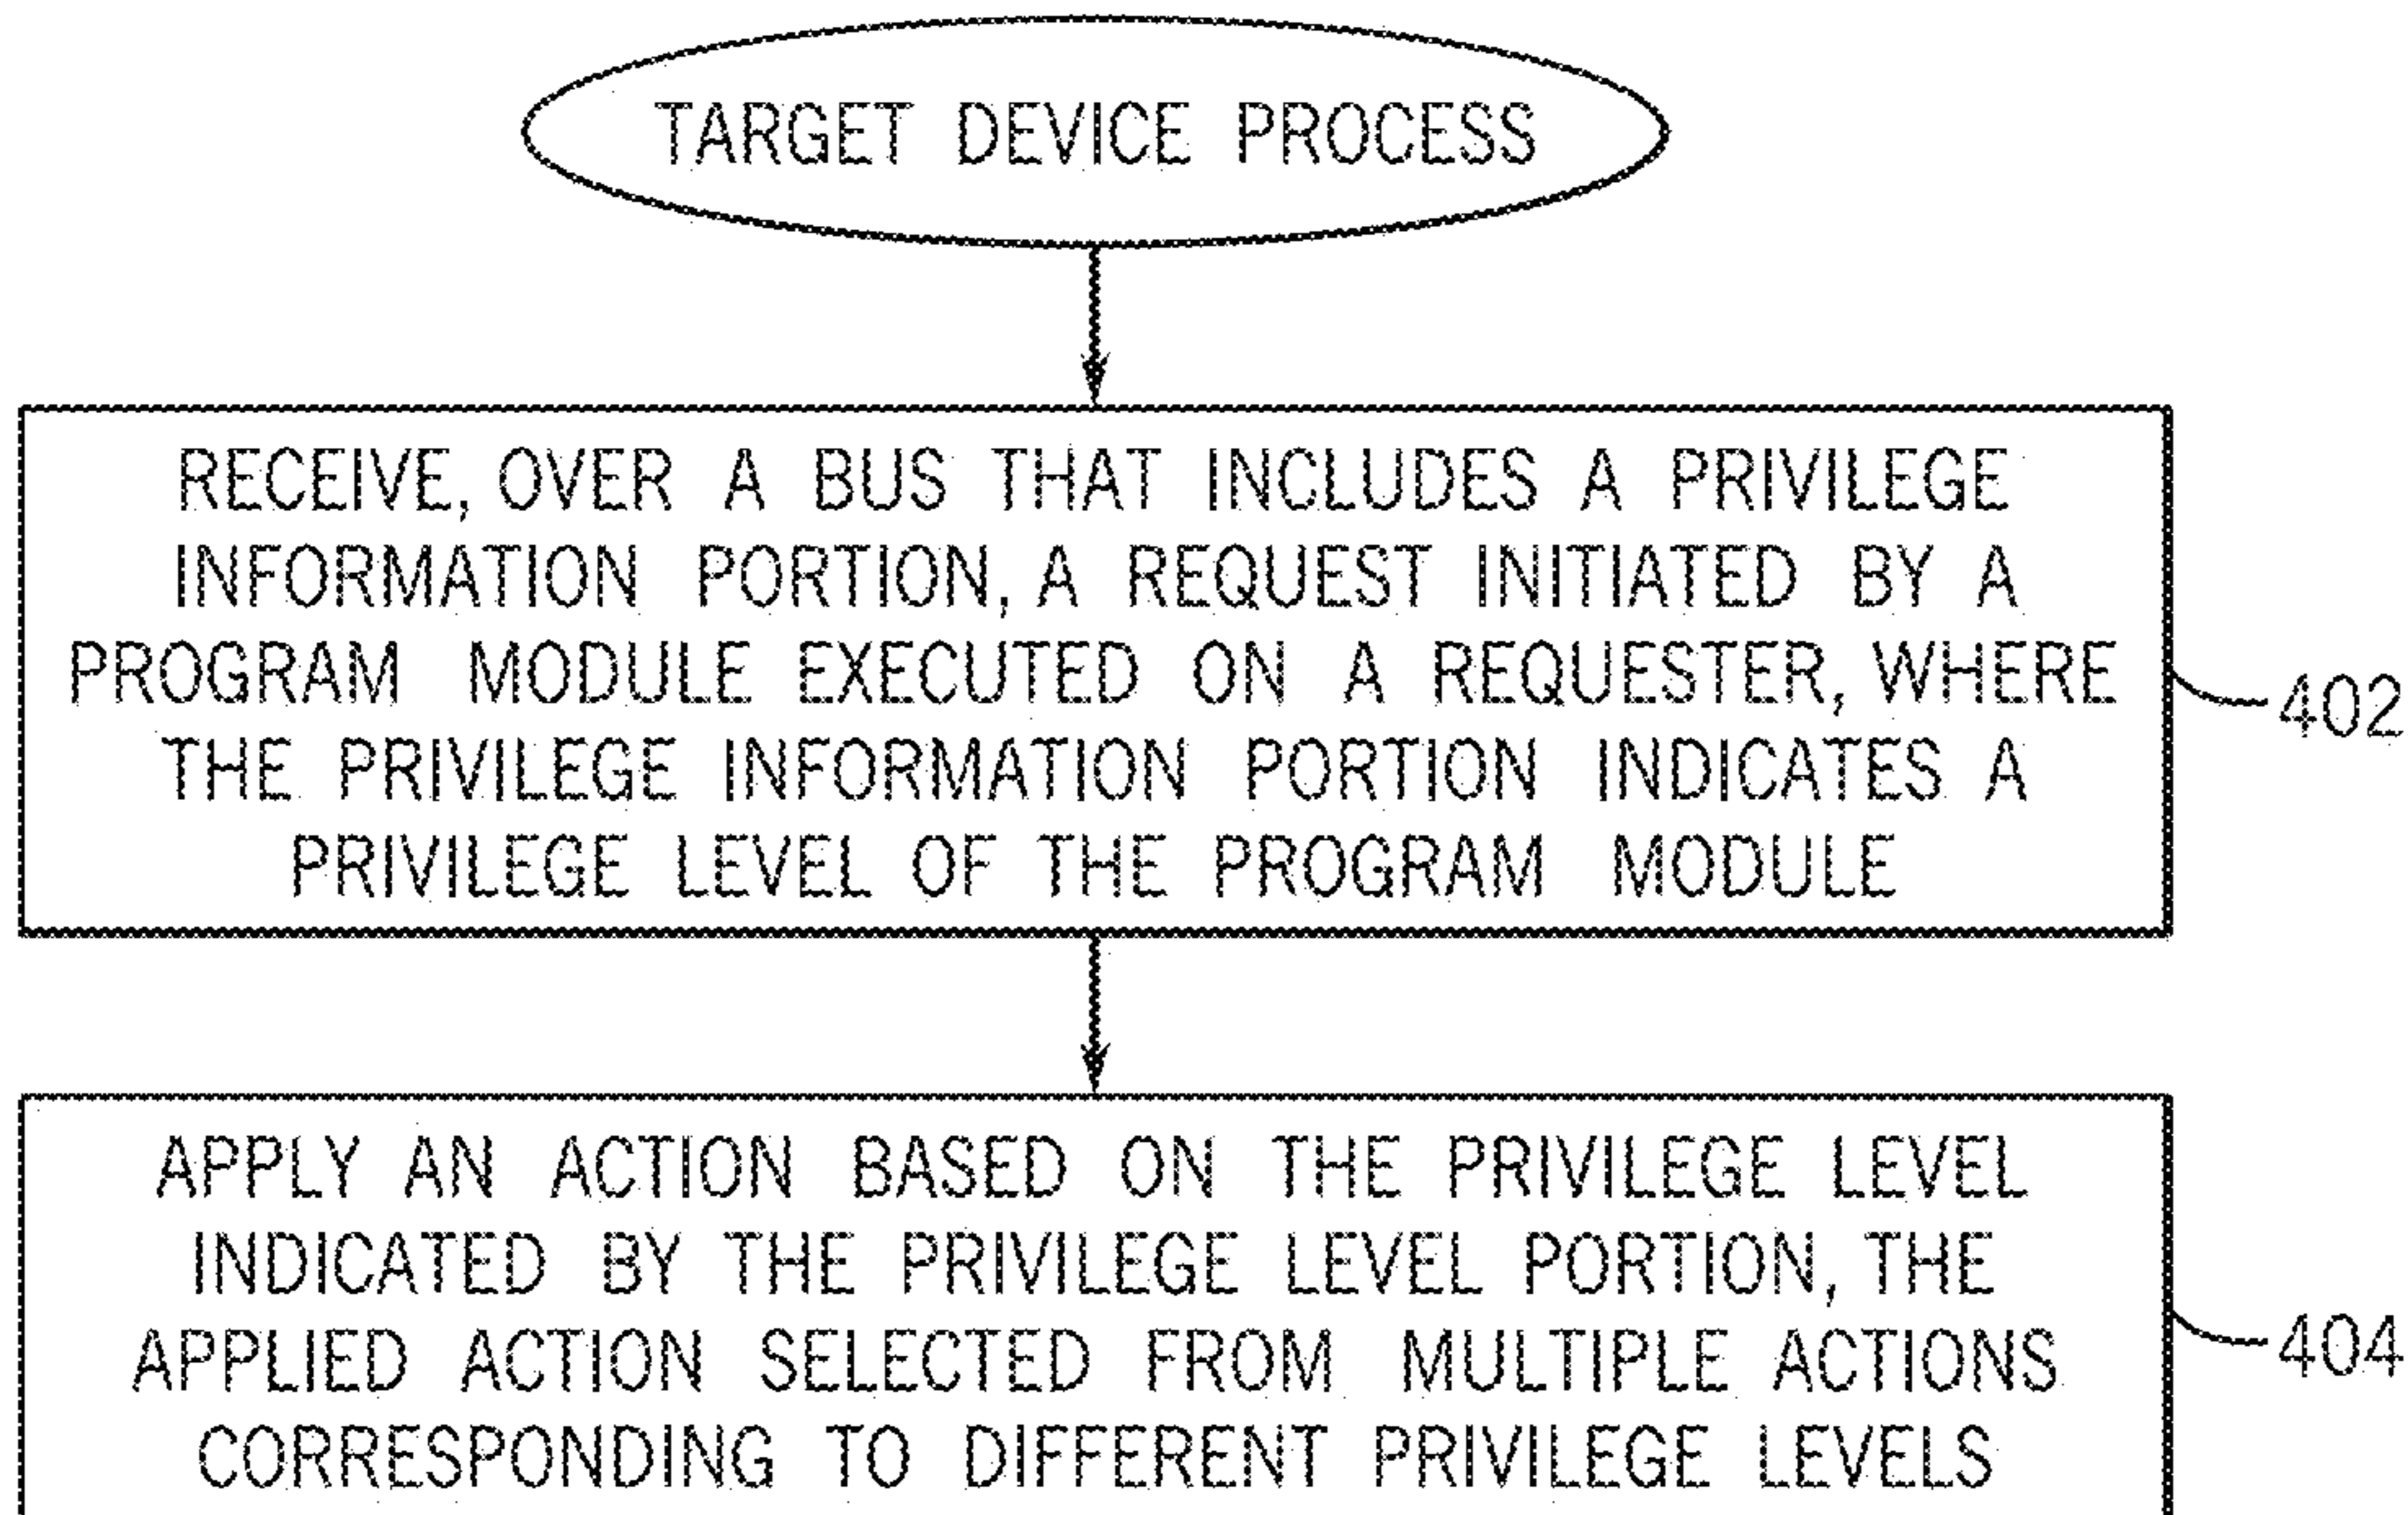 TARGET DEVICE PROCESS
RECEIVE, OVER A BUS THAT INCLUDES A PRIVILEGE
INFORMATION PORTION, A REQUEST INITIATED BY A
PROGRAM MODULE EXECUTED ON A REQUESTER, WHERE
THE PRIVILEGE INFORMATION PORTION INDICATES A
PRIVILEGE LEVEL OF THE PROGRAM MODULE
402
APPLY AN ACTION BASED ON THE PRIVILEGE LEVEL
INDICATED BY THE PRIVILEGE LEVEL PORTION, THE
APPLIED ACTION SELECTED FROM MULTIPLE ACTIONS
CORRESPONDING TO DIFFERENT PRIVILEGE LEVELS
404